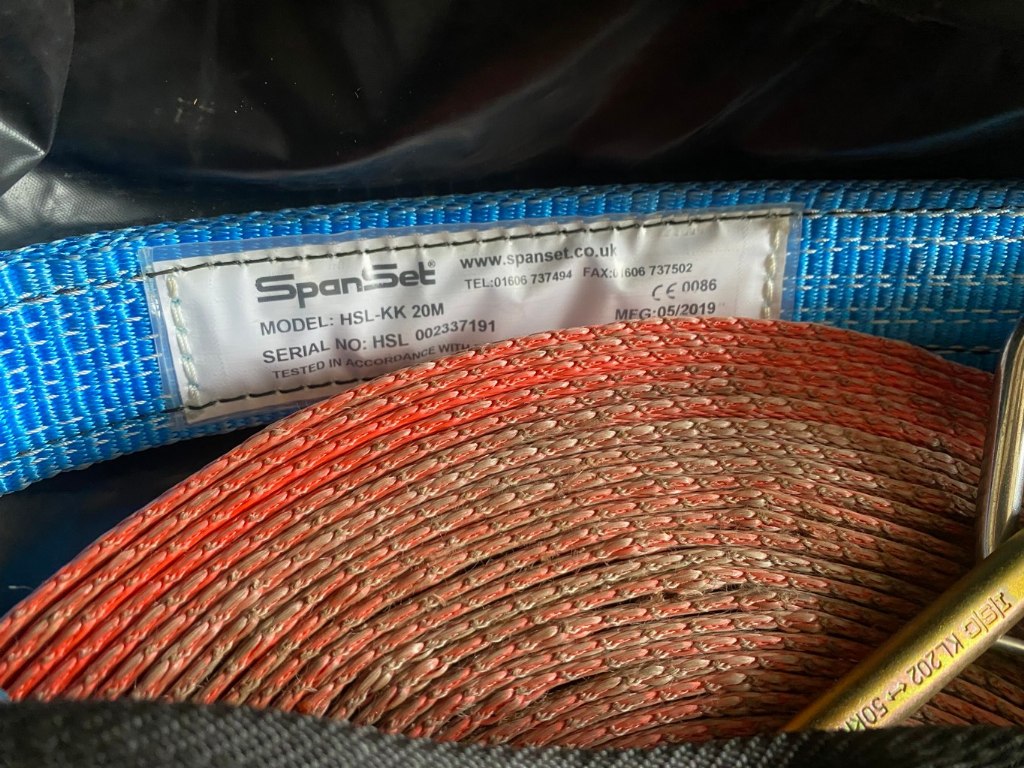 SpanSet® www.spanset.co.uk
TEL:01606 737494 FAX:01606 737502
CE 0086
MODEL: HSL-KK 20M
MFG:05/2019
SERIAL NO: HSL 002337191
TESTED IN ACCORDANCE WITH
KL202 ↔ 50k